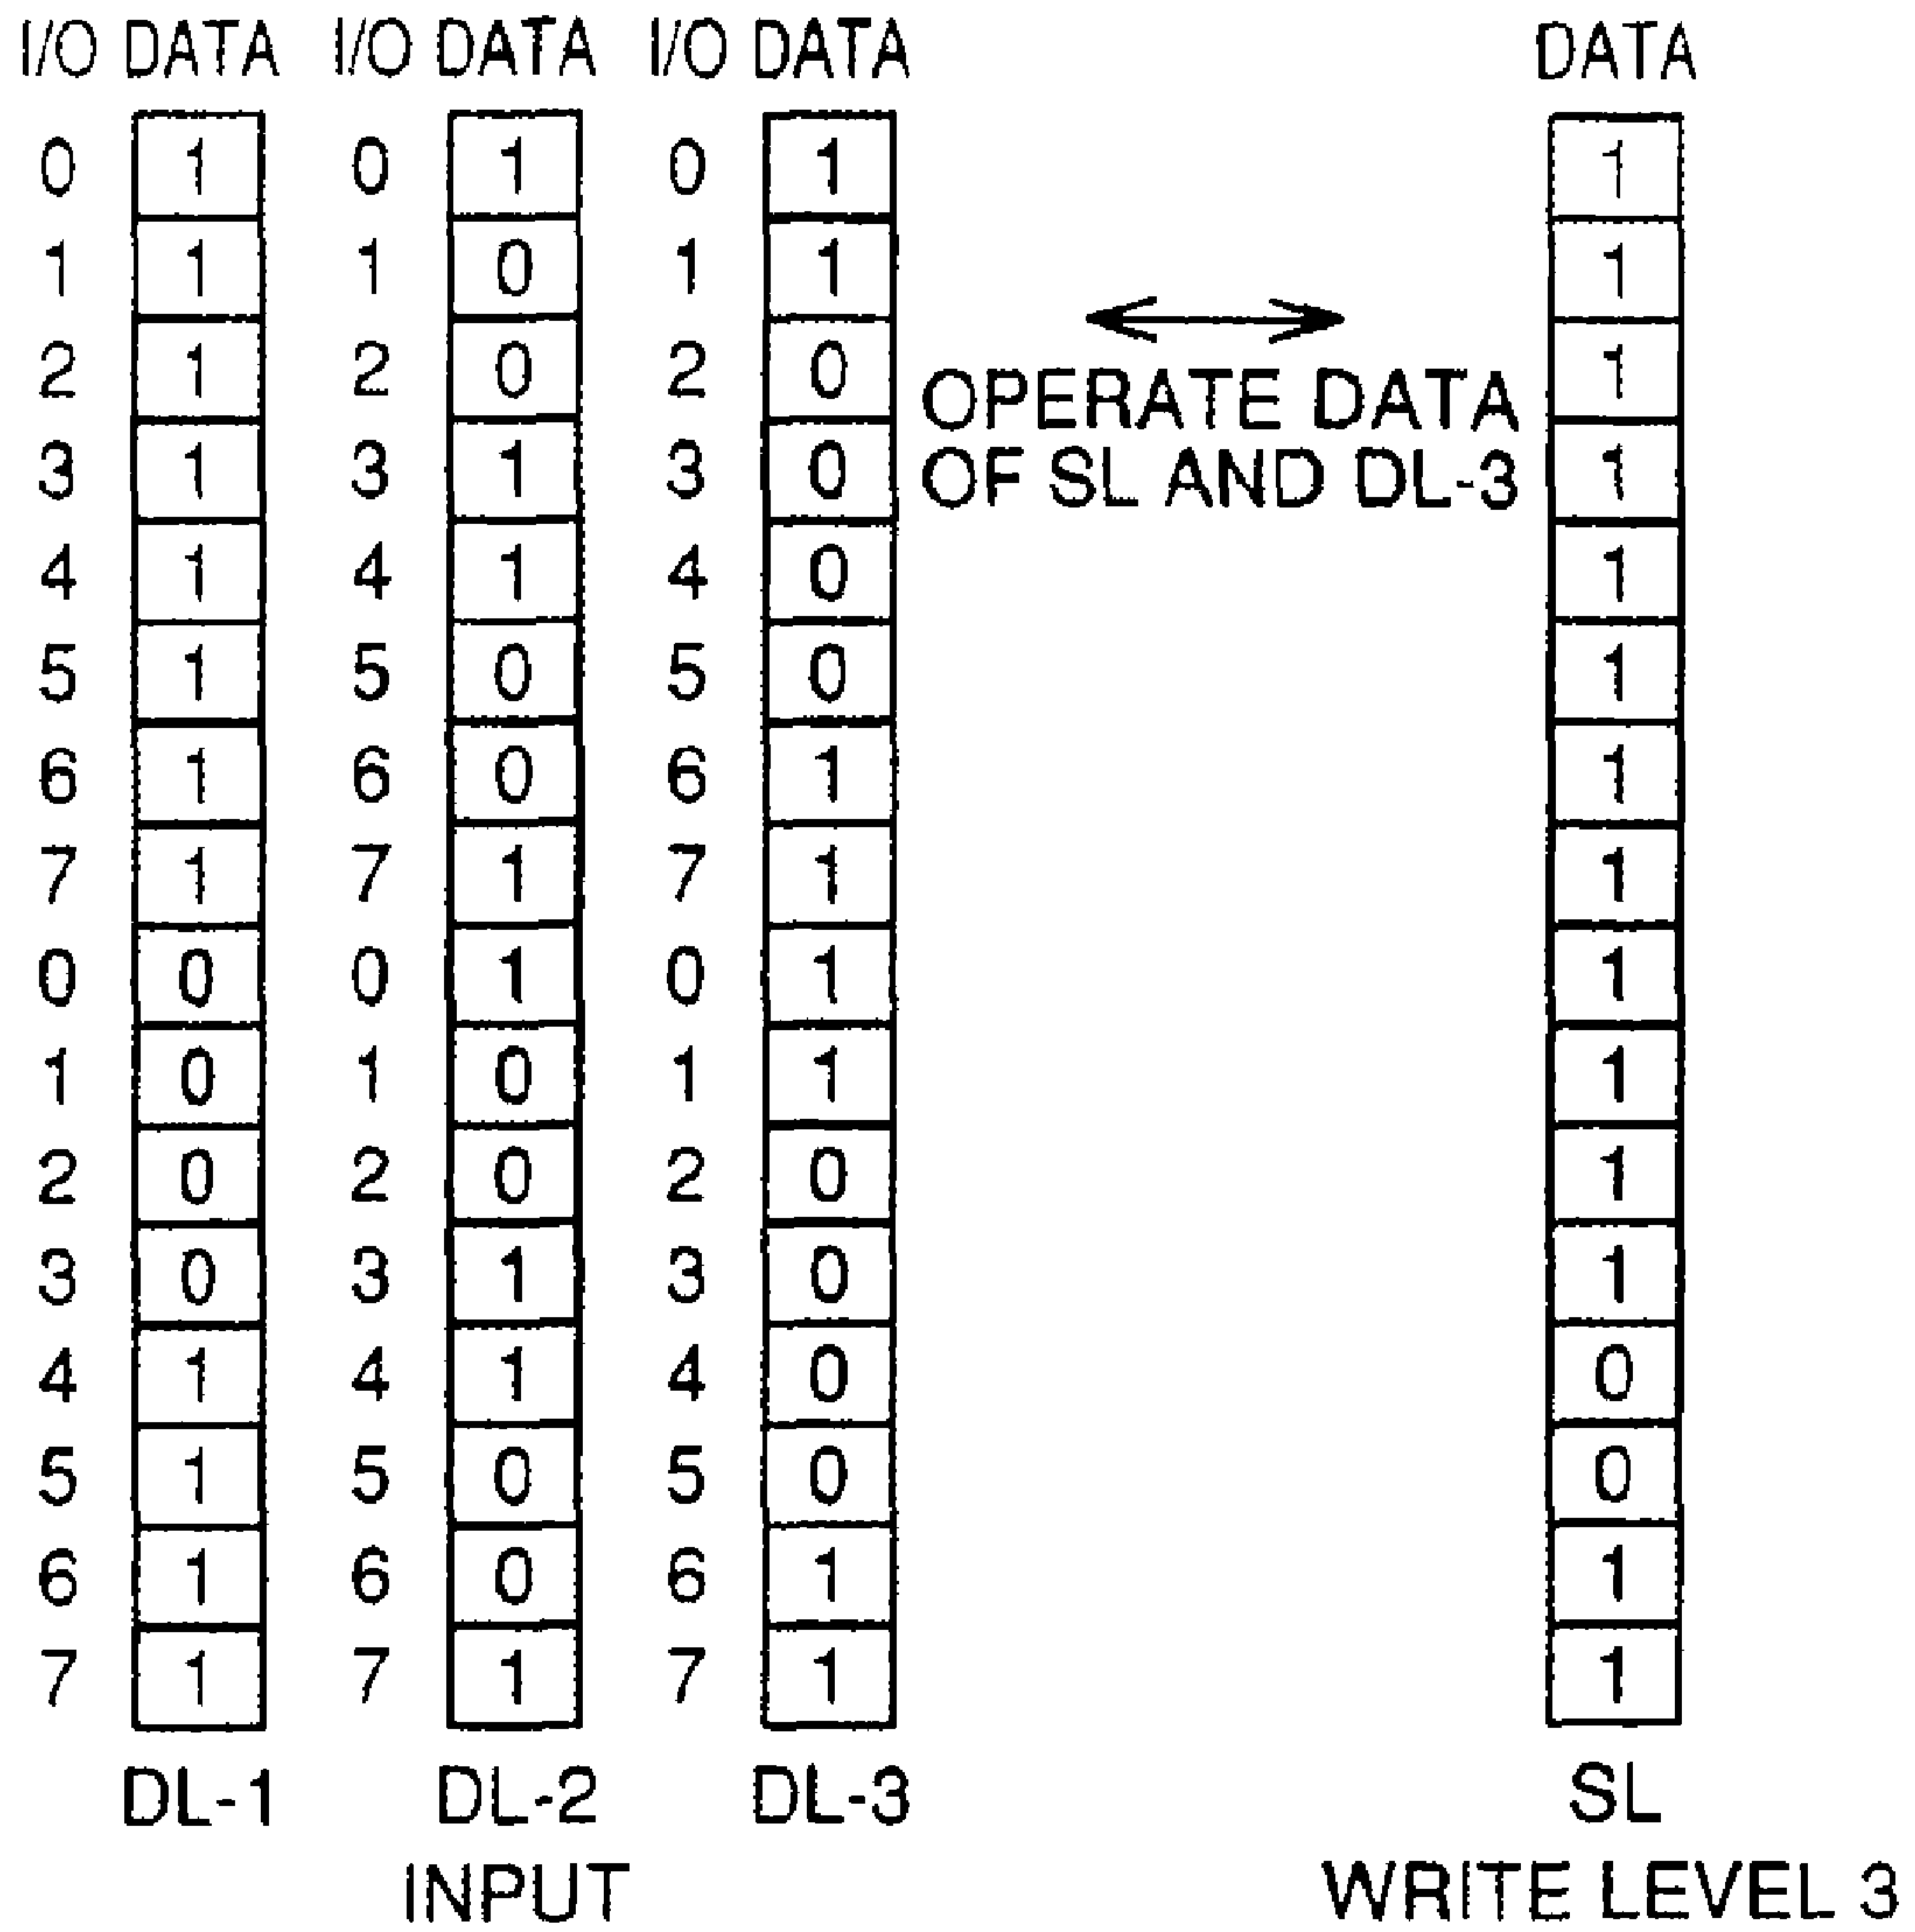 I/O DATA I/O DATA I/O DATA DATA
0 1 0 1 0 1 1
1 1 1 0 1 1 1
2 1 2 0 2 0 1
OPERATE DATA
3 1 3 1 3 0 1
OF SL AND DL-3
4 1 4 1 4 0 1
5 1 5 0 5 0 1
6 1 6 0 6 1 1
7 1 7 1 7 1 1
0 0 0 1 0 1 1
1 0 1 0 1 1 1
2 0 2 0 2 0 1
3 0 3 1 3 0 1
4 1 4 1 4 0 0
5 1 5 0 5 0 0
6 1 6 0 6 1 1
7 1 7 1 7 1 1
DL-1 DL-2 DL-3 SL
INPUT WRITE LEVEL 3